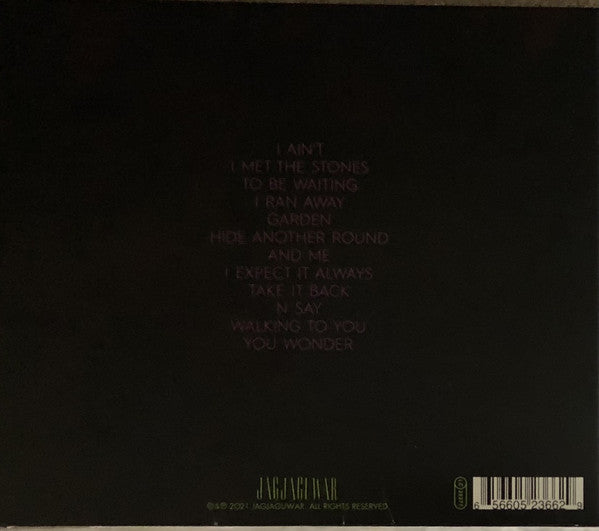 I AIN'T
I MET THE STONES
TO BE WAITING
I RAN AWAY
GARDEN
HIDE ANOTHER ROUND
AND ME
I EXPECT IT ALWAYS
TAKE IT BACK
N SAY
WALKING TO YOU
YOU WONDER
JAGJAGUWAR
©&℗ 2021 JAGJAGUWAR. ALL RIGHTS RESERVED.
6 56605 23662 9